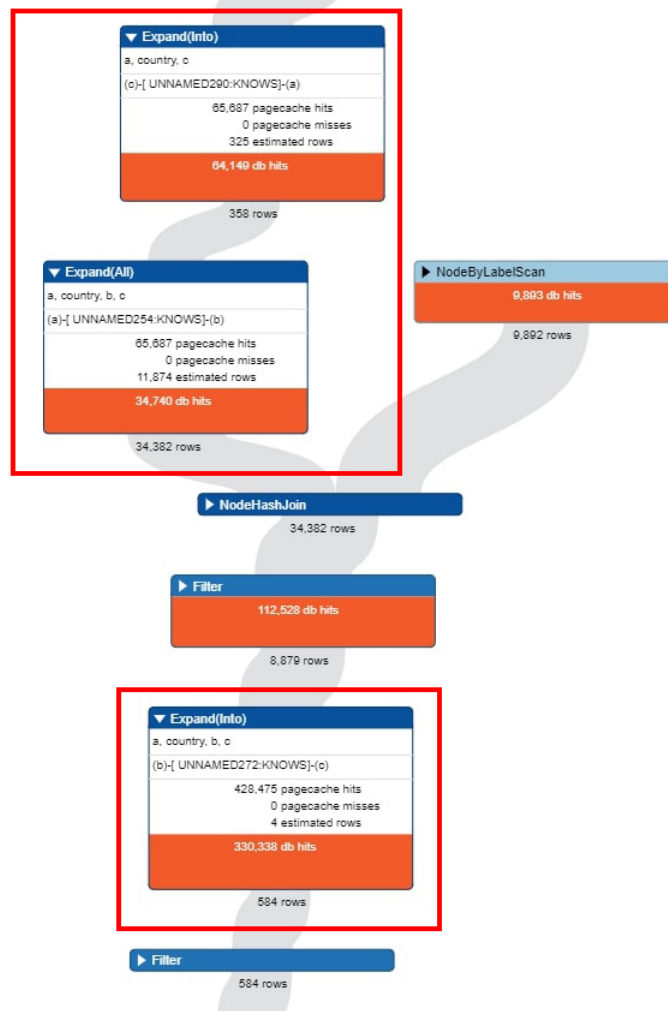 ▼ Expand(Into)
a, country, c
(c)-[ UNNAMED290:KNOWS]-(a)
65,687 pagecache hits
0 pagecache misses
325 estimated rows
64,149 db hits
358 rows
▼ Expand(All)
a, country, b, c
(a)-[ UNNAMED254:KNOWS]-(b)
65,687 pagecache hits
0 pagecache misses
11,874 estimated rows
34,740 db hits
34,382 rows
▶ NodeByLabelScan
9,893 db hits
9,892 rows
▶ NodeHashJoin
34,382 rows
▶ Filter
112,528 db hits
8,879 rows
▼ Expand(Into)
a, country, b, c
(b)-[ UNNAMED272:KNOWS]-(c)
428,475 pagecache hits
0 pagecache misses
4 estimated rows
330,338 db hits
584 rows
▶ Filter
584 rows